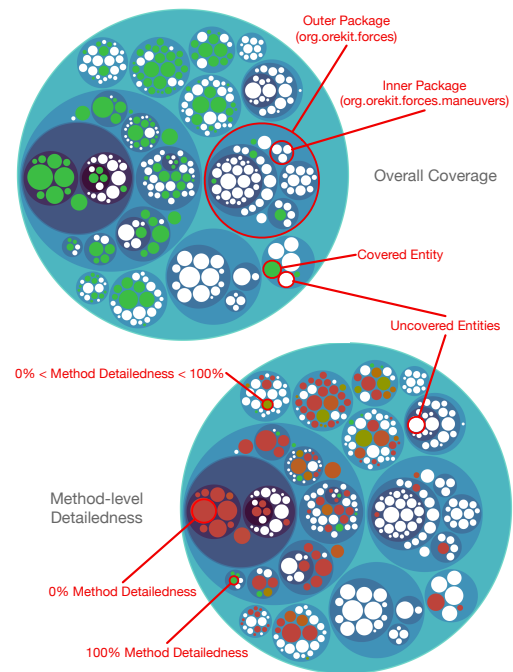 Outer Package
(org.orekit.forces)
Inner Package
(org.orekit.forces.maneuvers)
Overall Coverage
Covered Entity
Uncovered Entities
0% < Method Detailedness < 100%
Method-level
Detailedness
0% Method Detailedness
100% Method Detailedness